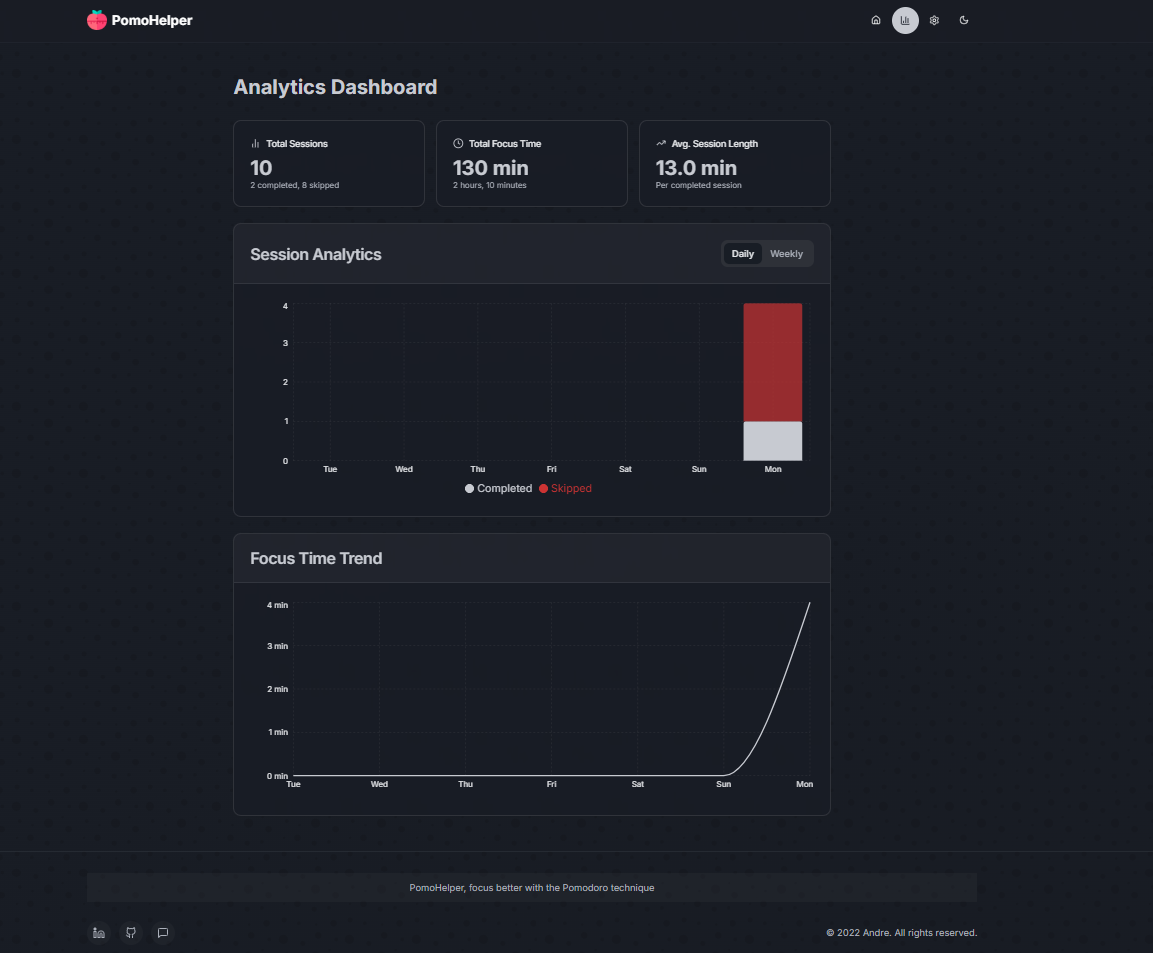 PomoHelper
Analytics Dashboard
Total Sessions
10
2 completed, 8 skipped
Total Focus Time
130 min
2 hours, 10 minutes
Avg. Session Length
13.0 min
Per completed session
Session Analytics
Daily Weekly
4
3
2
1
0
Tue Wed Thu Fri Sat Sun Mon
Completed Skipped
Focus Time Trend
4 min
3 min
2 min
1 min
0 min
Tue Wed Thu Fri Sat Sun Mon
PomoHelper, focus better with the Pomodoro technique
© 2022 Andre. All rights reserved.